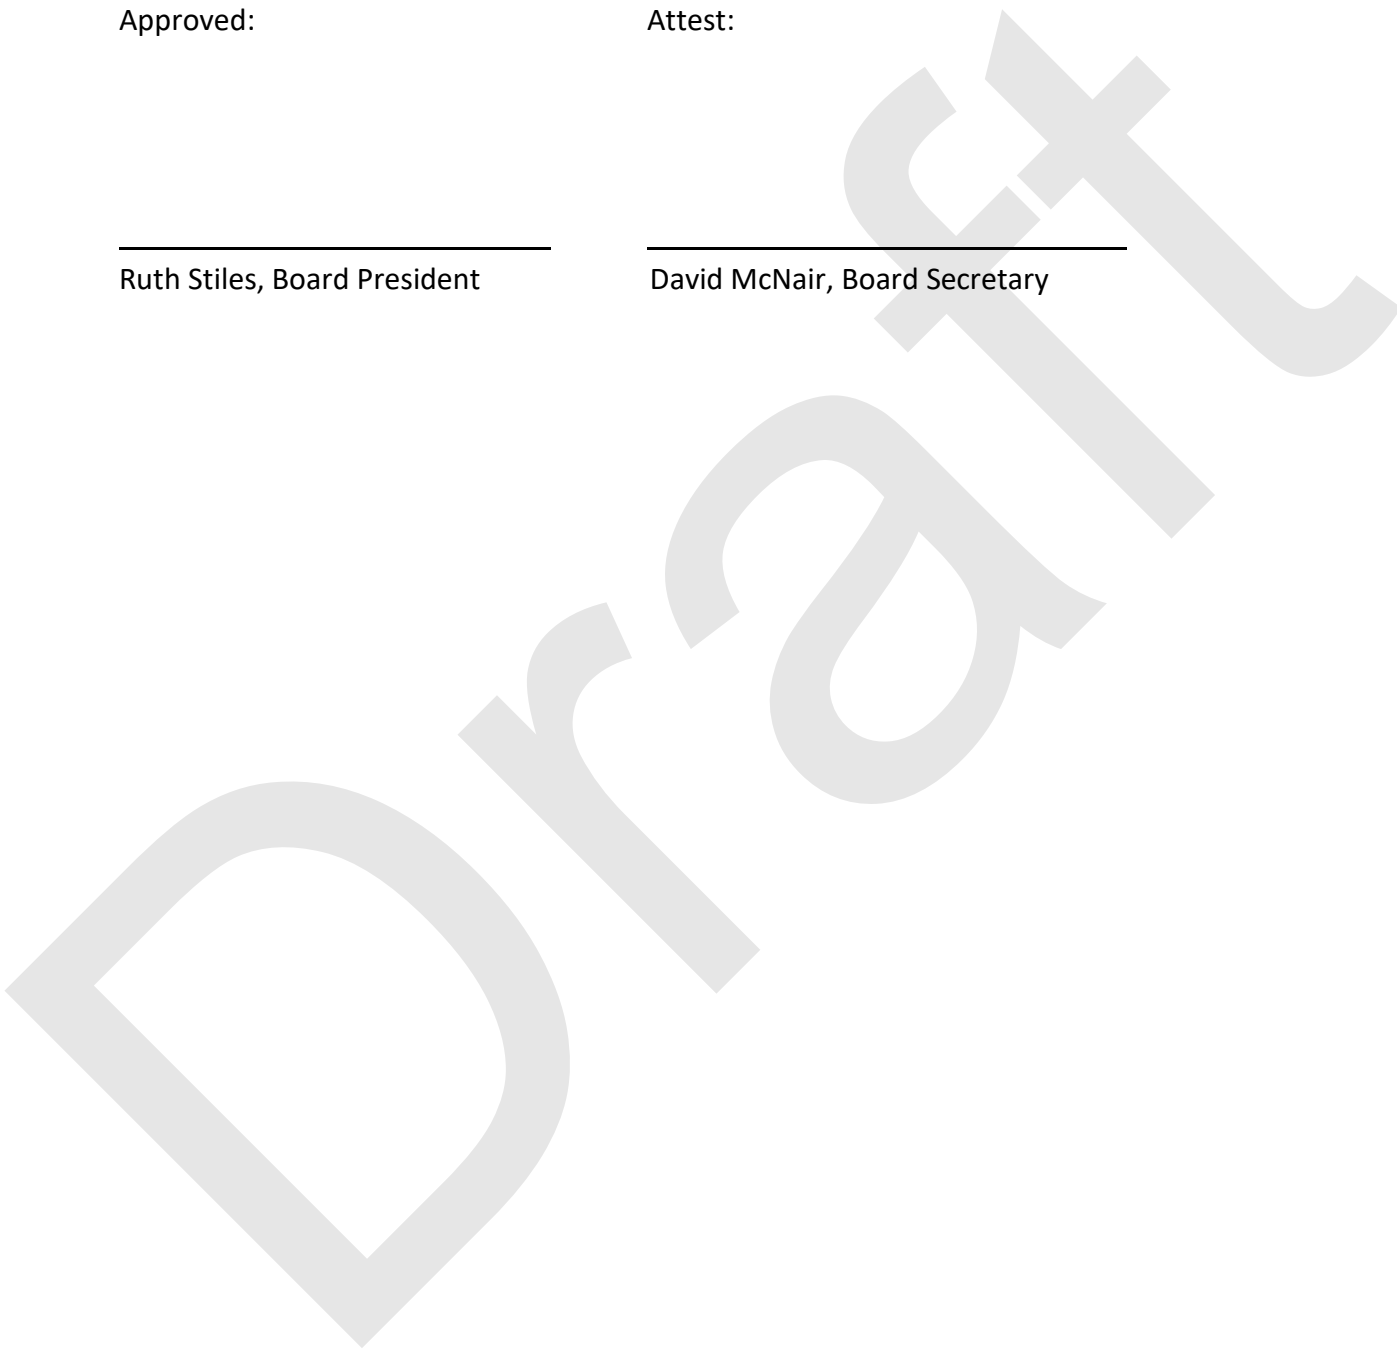 Approved: Attest:
Ruth Stiles, Board President David McNair, Board Secretary
Draft